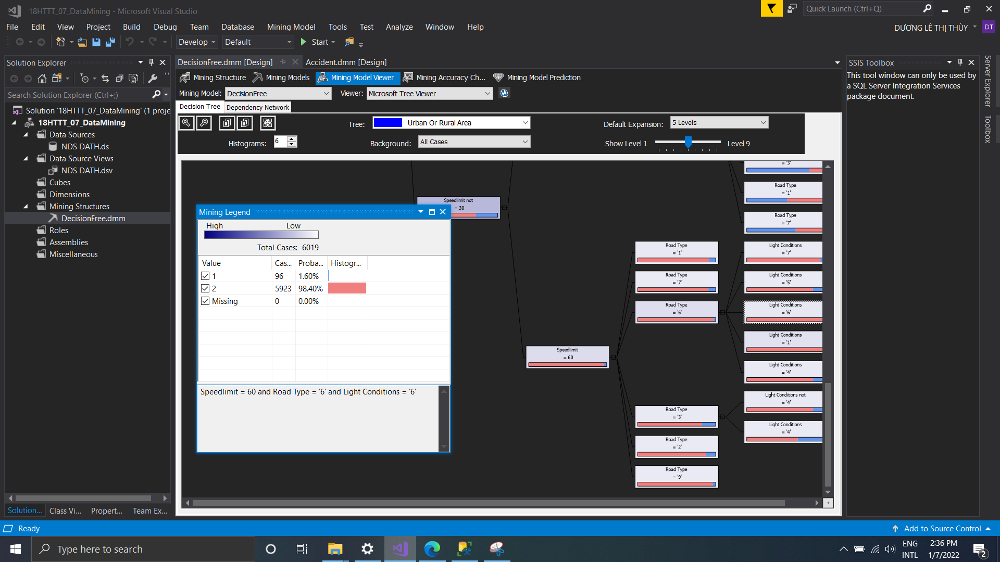 18HTTT_07_DataMining - Microsoft Visual Studio
Quick Launch (Ctrl+Q)
File Edit View Project Build Debug Team Database Mining Model Tools Test Analyze Window Help
DƯƠNG LÊ THỊ THÙY DT
Develop Default Start
Solution Explorer
Search Solution Explorer (Ctrl+;)
Solution '18HTTT_07_DataMining' (1 proje
18HTTT_07_DataMining
Data Sources
NDS DATH.ds
Data Source Views
NDS DATH.dsv
Cubes
Dimensions
Mining Structures
DecisionFree.dmm
Roles
Assemblies
Miscellaneous
Solution... Class Vi... Propert... Team Ex...
DecisionFree.dmm [Design] Accident.dmm [Design]
Mining Structure Mining Models Mining Model Viewer Mining Accuracy Ch... Mining Model Prediction
Mining Model: DecisionFree Viewer: Microsoft Tree Viewer
Decision Tree Dependency Network
Tree: Urban Or Rural Area Default Expansion: 5 Levels
Histograms: 6 Background: All Cases Show Level 1 Level 9
Speedlimit not
= 30
Mining Legend
High Low
Total Cases: 6019
Value Cas... Proba... Histogr...
1 96 1.60%
2 5923 98.40%
Missing 0 0.00%
Speedlimit = 60 and Road Type = '6' and Light Conditions = '6'
Speedlimit
= 60
Road Type
= '1'
Road Type
= '7'
Road Type
= '6'
Road Type
= '3'
Road Type
= '2'
Road Type
= '9'
= '3'
Road Type
= '1'
Road Type
= '7'
Light Conditions
= '7'
Light Conditions
= '5'
Light Conditions
= '6'
Light Conditions
= '1'
Light Conditions
= '4'
Light Conditions not
= '4'
Light Conditions
= '4'
SSIS Toolbox
This tool window can only be used by
a SQL Server Integration Services
package document.
Server Explorer
Toolbox
Ready
Add to Source Control
Type here to search
ENG
INTL
2:36 PM
1/7/2022
2